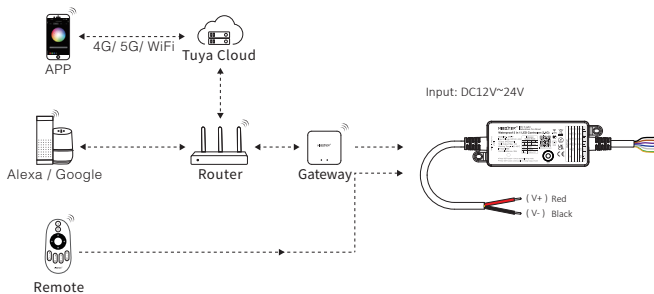 4G/ 5G/ WiFi
APP
Tuya Cloud
Input: DC12V~24V
Alexa / Google
Router
Gateway
(V+) Red
(V-) Black
Remote